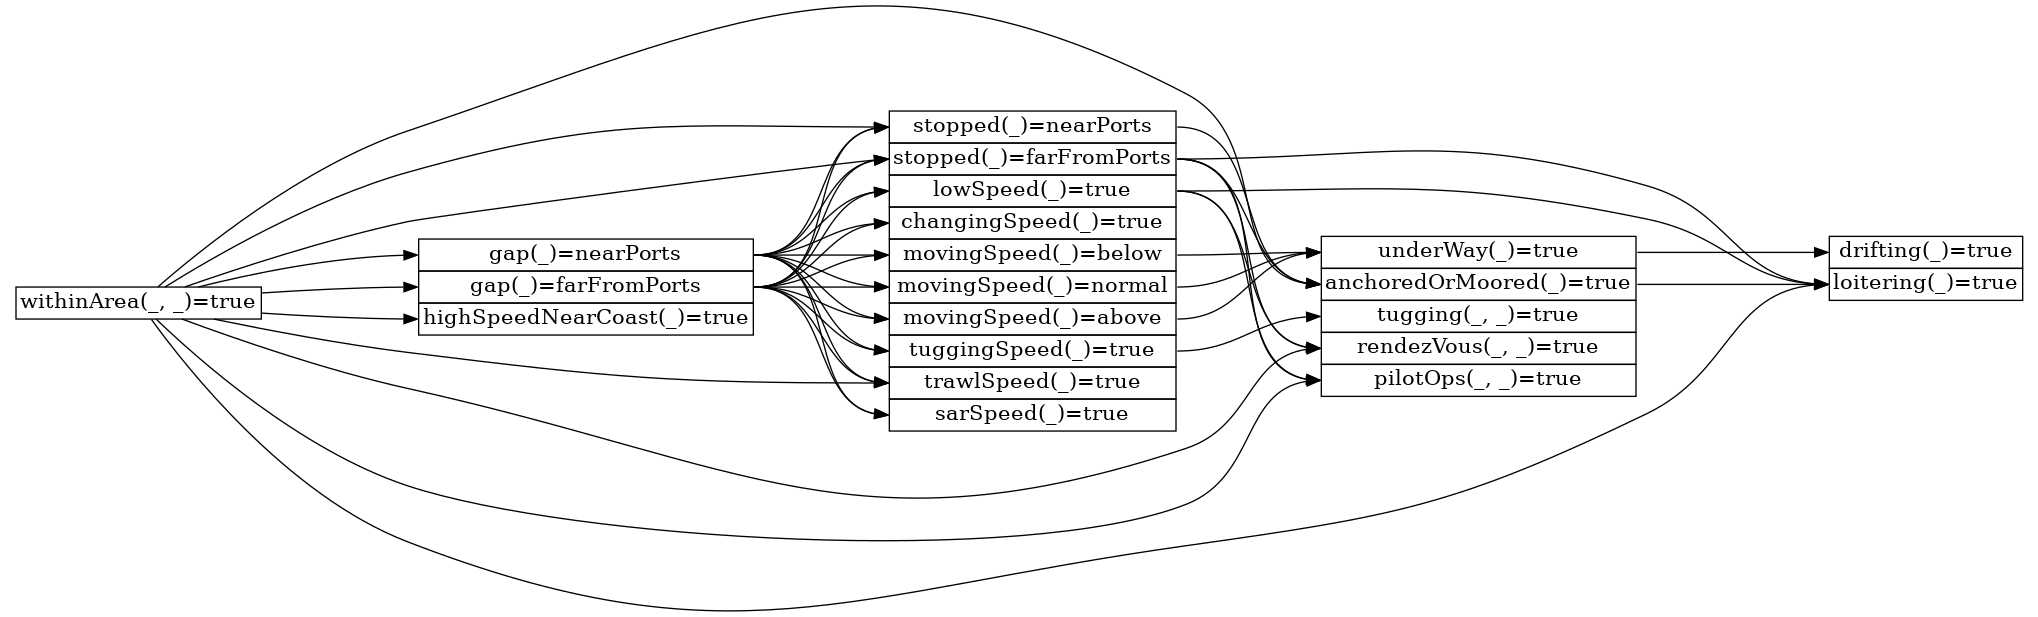 withinArea(_, _)=true
gap(_)=nearPorts
gap(_)=farFromPorts
highSpeedNearCoast(_)=true
stopped(_)=nearPorts
stopped(_)=farFromPorts
lowSpeed(_)=true
changingSpeed(_)=true
movingSpeed(_)=below
movingSpeed(_)=normal
movingSpeed(_)=above
tuggingSpeed(_)=true
trawlSpeed(_)=true
sarSpeed(_)=true
underWay(_)=true
anchoredOrMoored(_)=true
tugging(_, _)=true
rendezVous(_, _)=true
pilotOps(_, _)=true
drifting(_)=true
loitering(_)=true